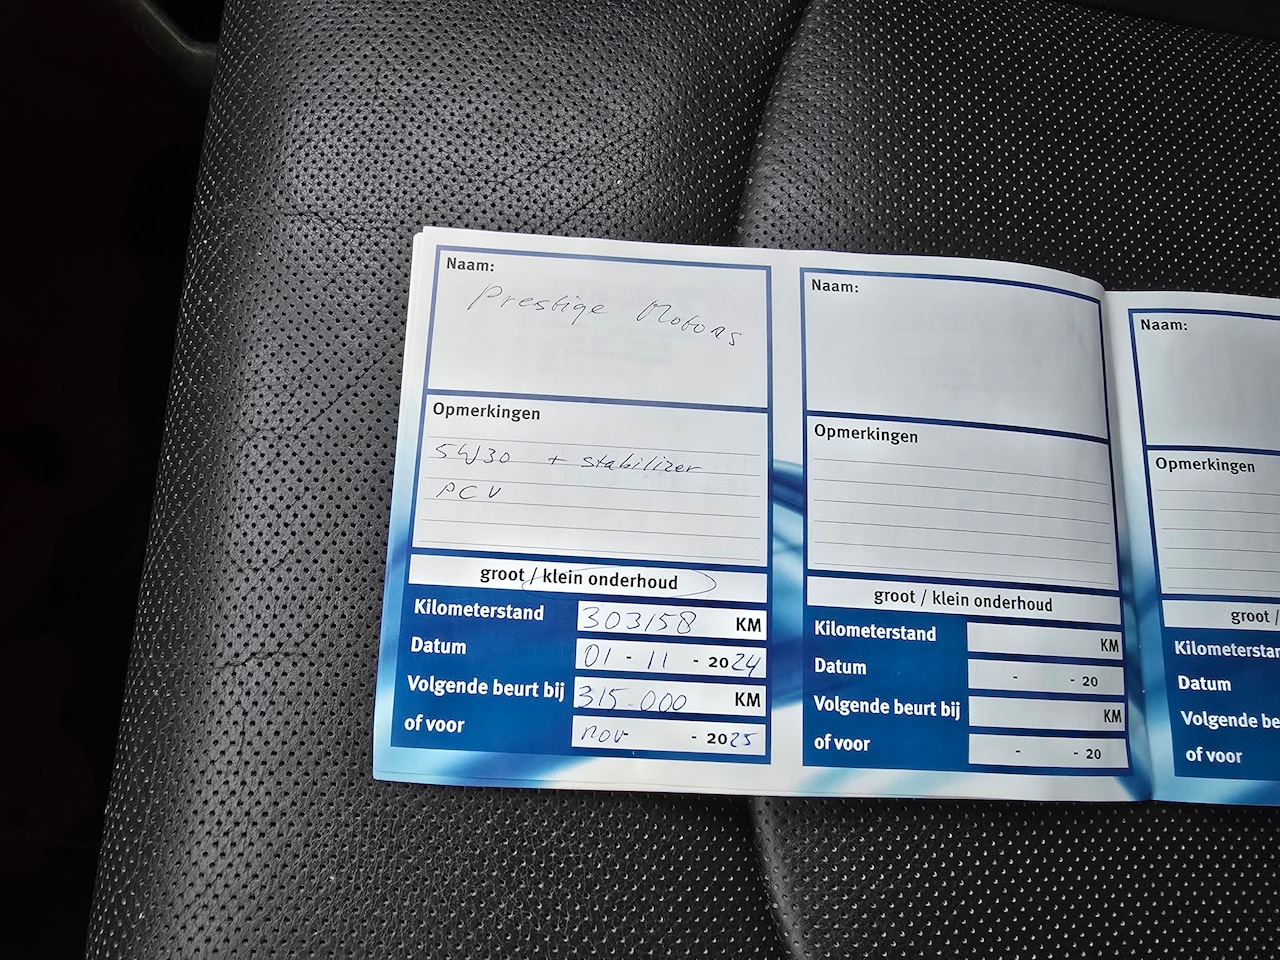 Naam:
Prestige Motors
Opmerkingen
5W30 + stabilizer
PCV
groot / klein onderhoud
Kilometerstand 303158 KM
Datum 01 - 11 - 2024
Volgende beurt bij 315.000 KM
of voor nov - 2025
Naam:
Opmerkingen
groot / klein onderhoud
Kilometerstand KM
Datum - - 20
Volgende beurt bij KM
of voor - - 20
Naam:
Opmerkingen
groot /
Kilometerstan
Datum
Volgende be
of voor